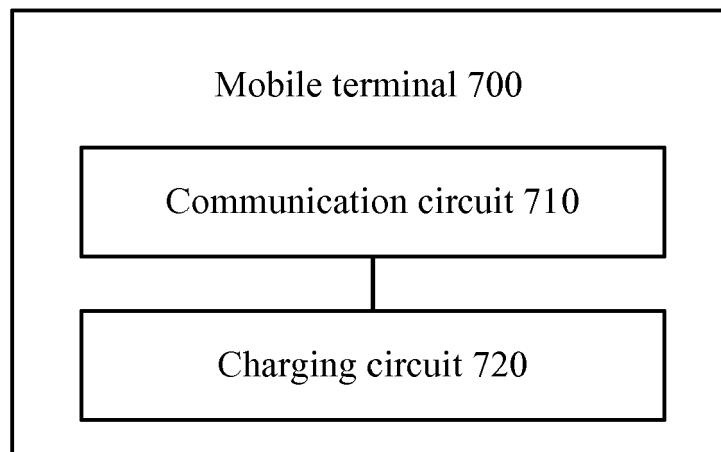 Mobile terminal 700
Communication circuit 710
Charging circuit 720